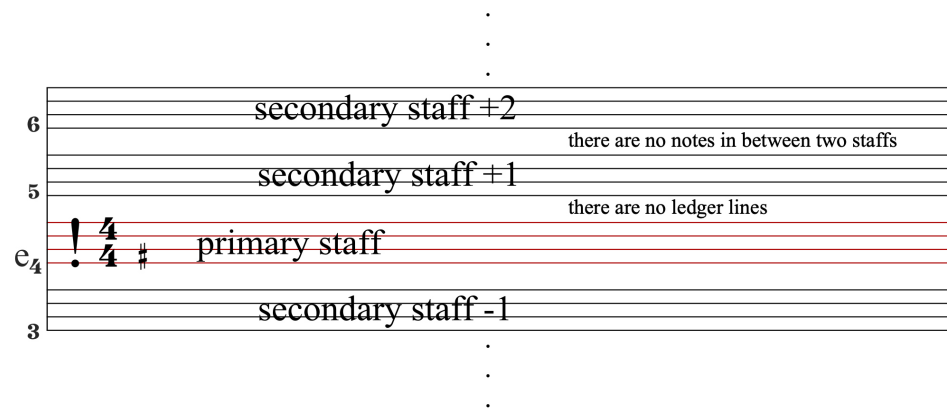 secondary staff +2
6
there are no notes in between two staffs
secondary staff +1
5
there are no ledger lines
! 4/4
primary staff
e4 ♯
secondary staff -1
3